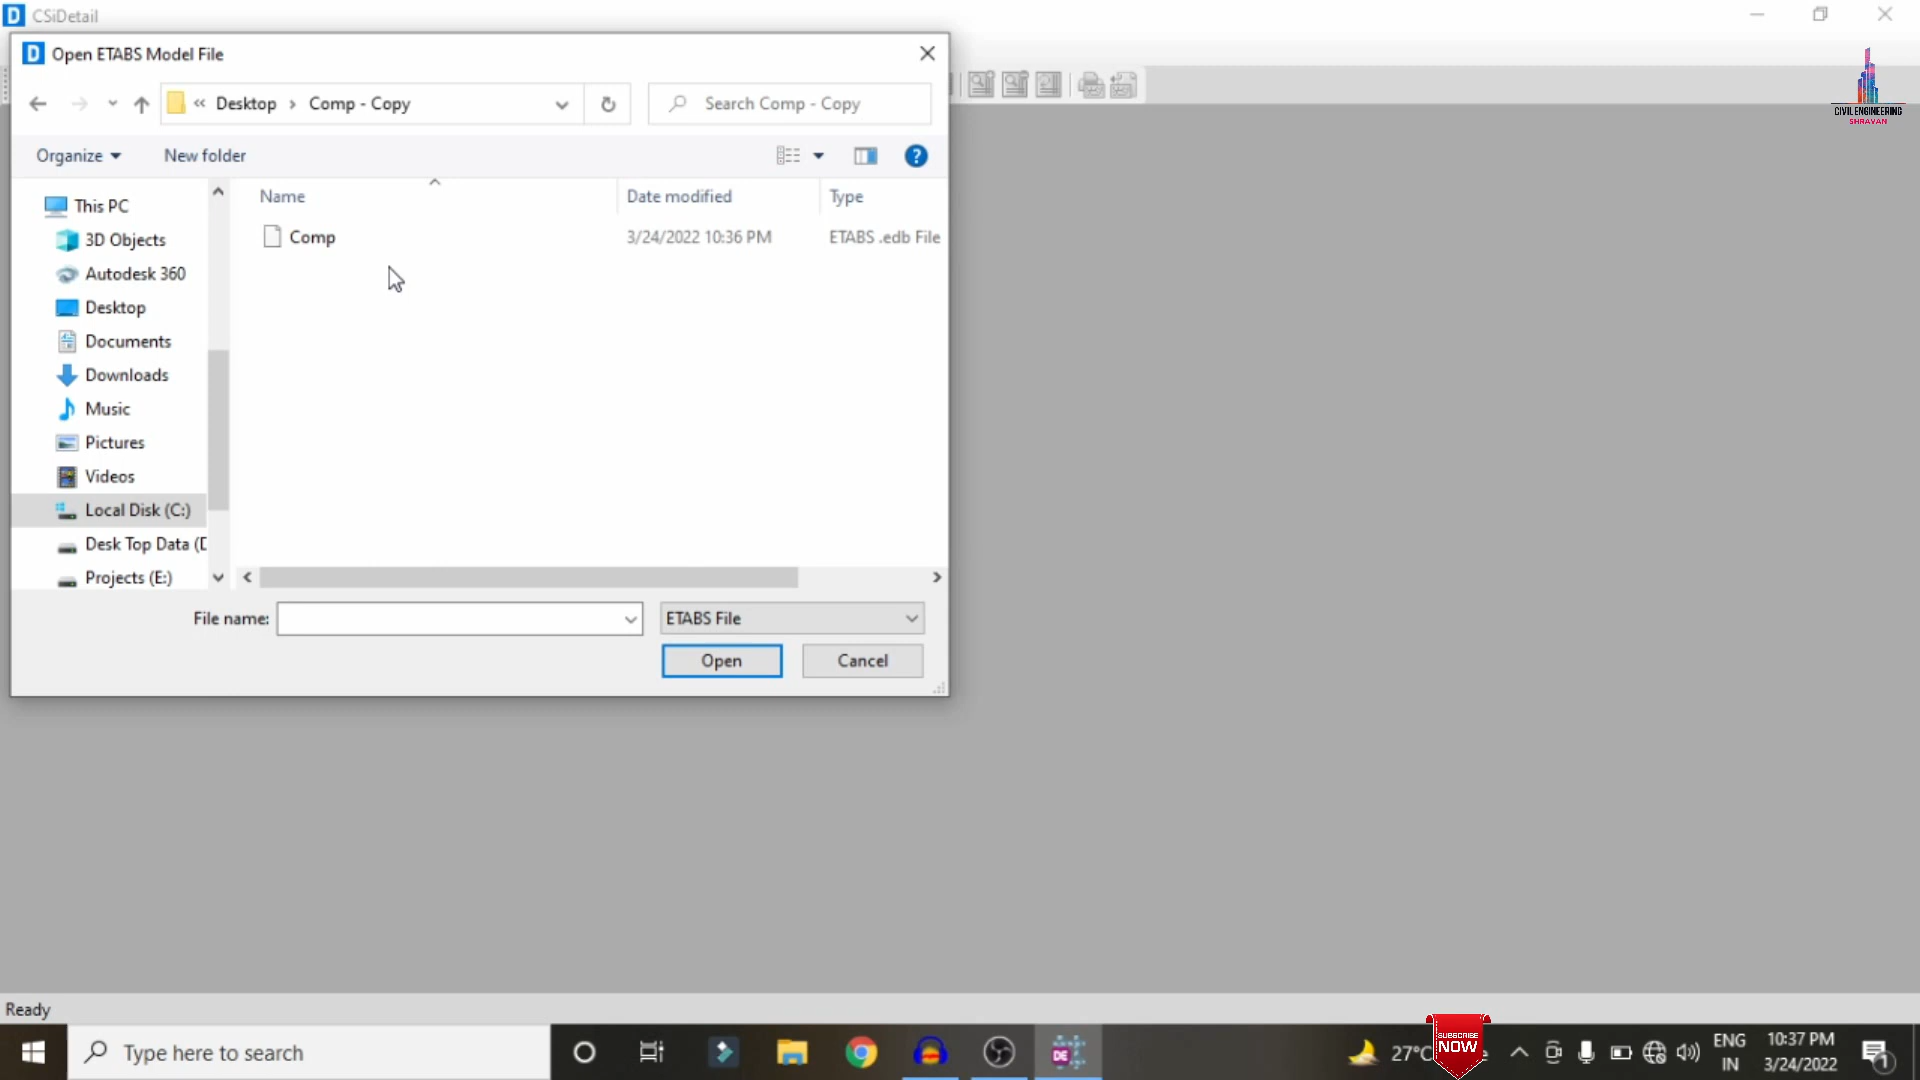 CSiDetail
Open ETABS Model File
« Desktop › Comp - Copy
Search Comp - Copy
CIVIL ENGINEERING
SHRAVAN
Organize
New folder
Name
Date modified
Type
This PC
3D Objects
Autodesk 360
Desktop
Documents
Downloads
Music
Pictures
Videos
Local Disk (C:)
Desk Top Data (D
Projects (E:)
Comp
3/24/2022 10:36 PM
ETABS .edb File
File name:
ETABS File
Open
Cancel
Ready
Type here to search
DE
27°C
SUBSCRIBE
NOW
ENG
IN
10:37 PM
3/24/2022
1